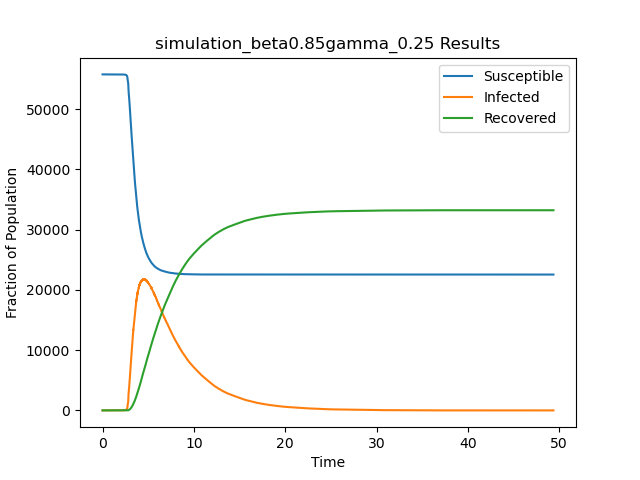 simulation_beta0.85gamma_0.25 Results
Susceptible
Infected
Recovered
Fraction of Population
50000
40000
30000
20000
10000
0
0 10 20 30 40 50
Time